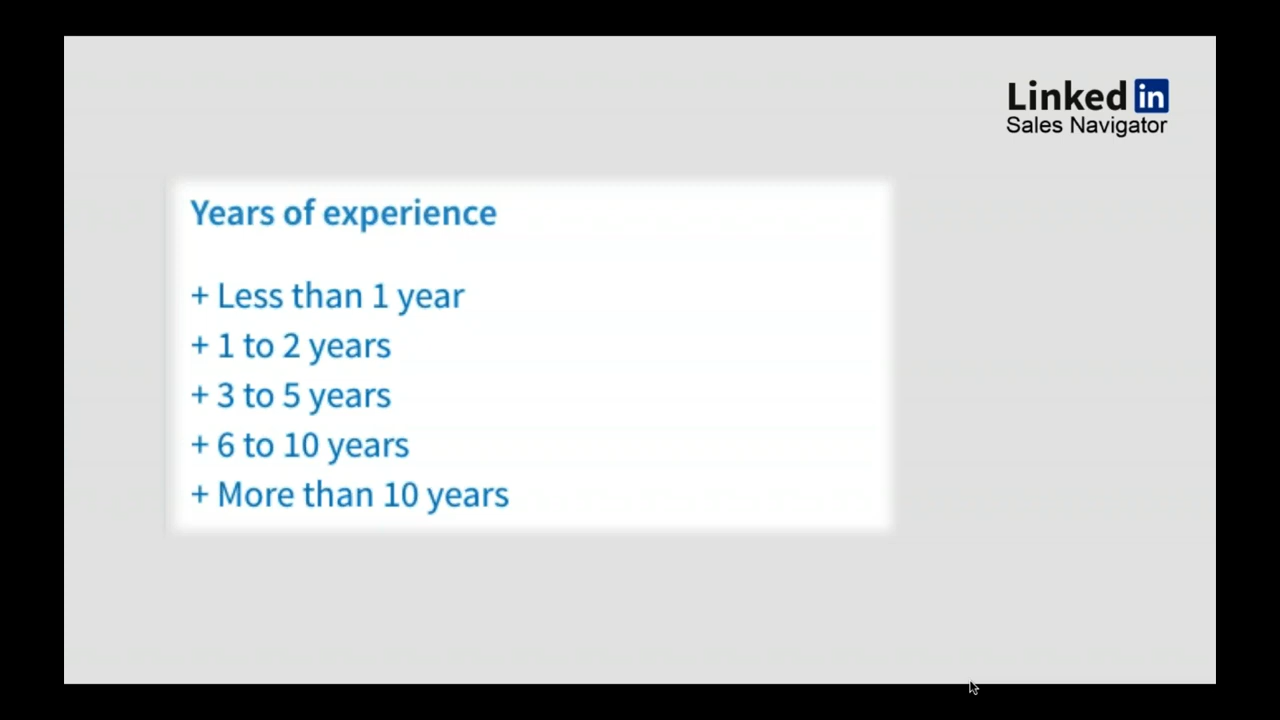 Linked in
Sales Navigator
Years of experience
+ Less than 1 year
+ 1 to 2 years
+ 3 to 5 years
+ 6 to 10 years
+ More than 10 years